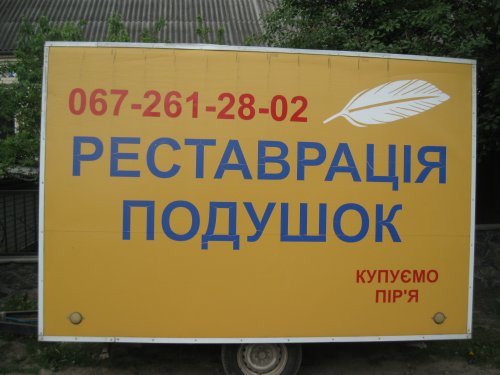 067-261-28-02
РЕСТАВРАЦІЯ
ПОДУШОК
КУПУЄМО
ПІР'Я